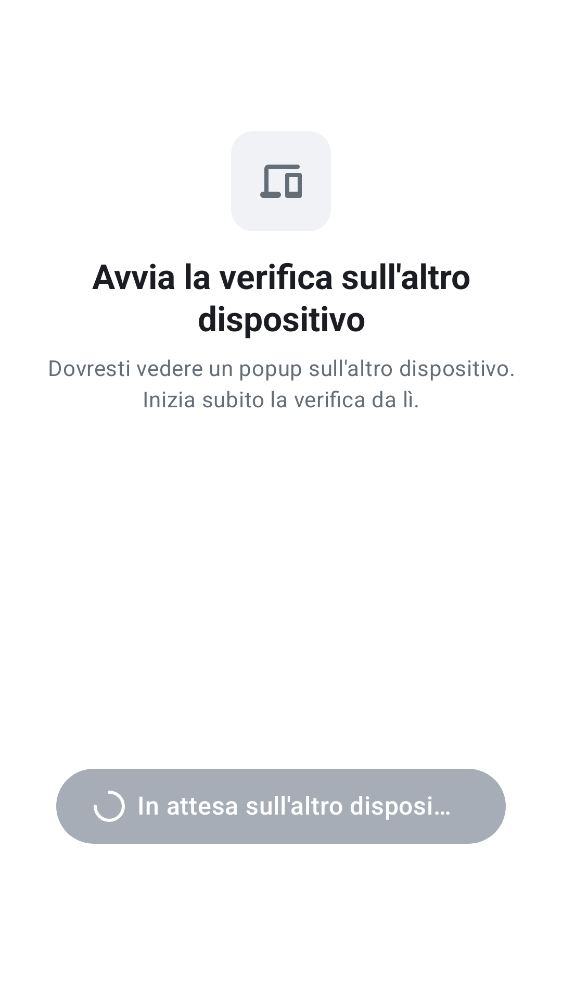 Avvia la verifica sull'altro
dispositivo
Dovresti vedere un popup sull'altro dispositivo.
Inizia subito la verifica da lì.
In attesa sull'altro disposi…